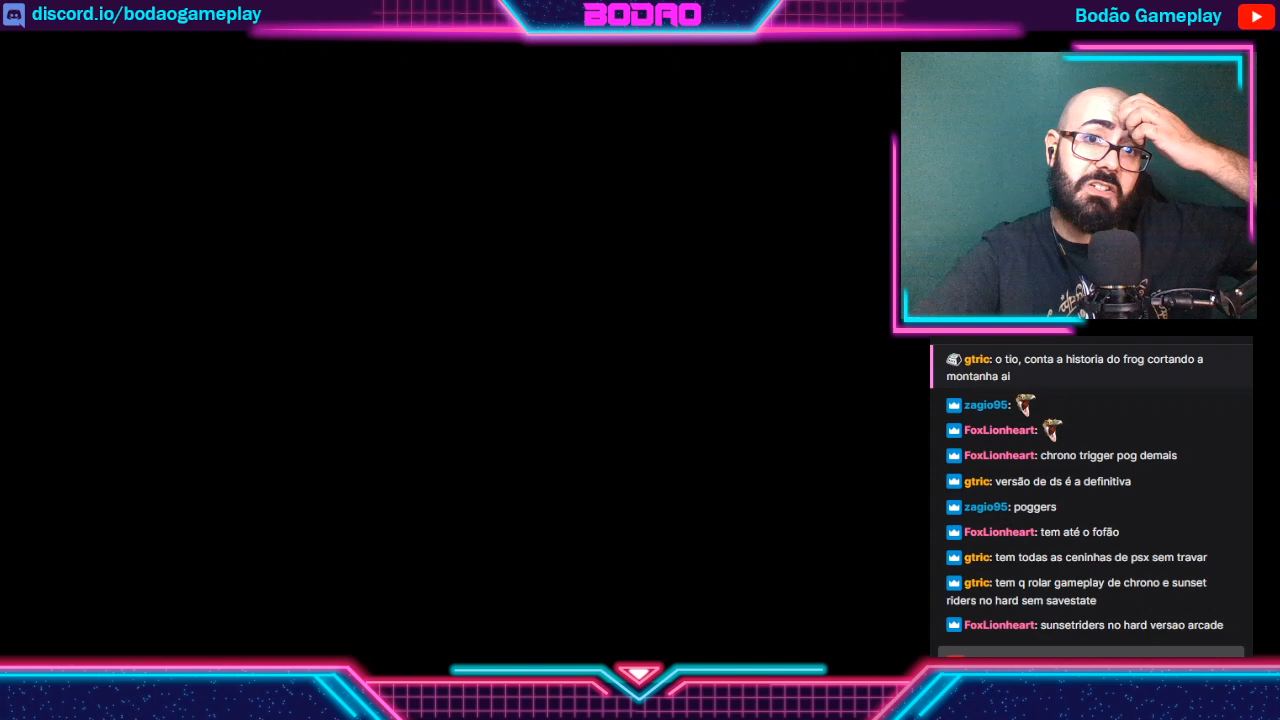 discord.io/bodaogameplay
BODAO
Bodão Gameplay
gtric: o tio, conta a historia do frog cortando a
montanha ai
zagio95:
FoxLionheart:
FoxLionheart: chrono trigger pog demais
gtric: versão de ds é a definitiva
zagio95: poggers
FoxLionheart: tem até o fofão
gtric: tem todas as ceninhas de psx sem travar
gtric: tem q rolar gameplay de chrono e sunset
riders no hard sem savestate
FoxLionheart: sunsetriders no hard versao arcade